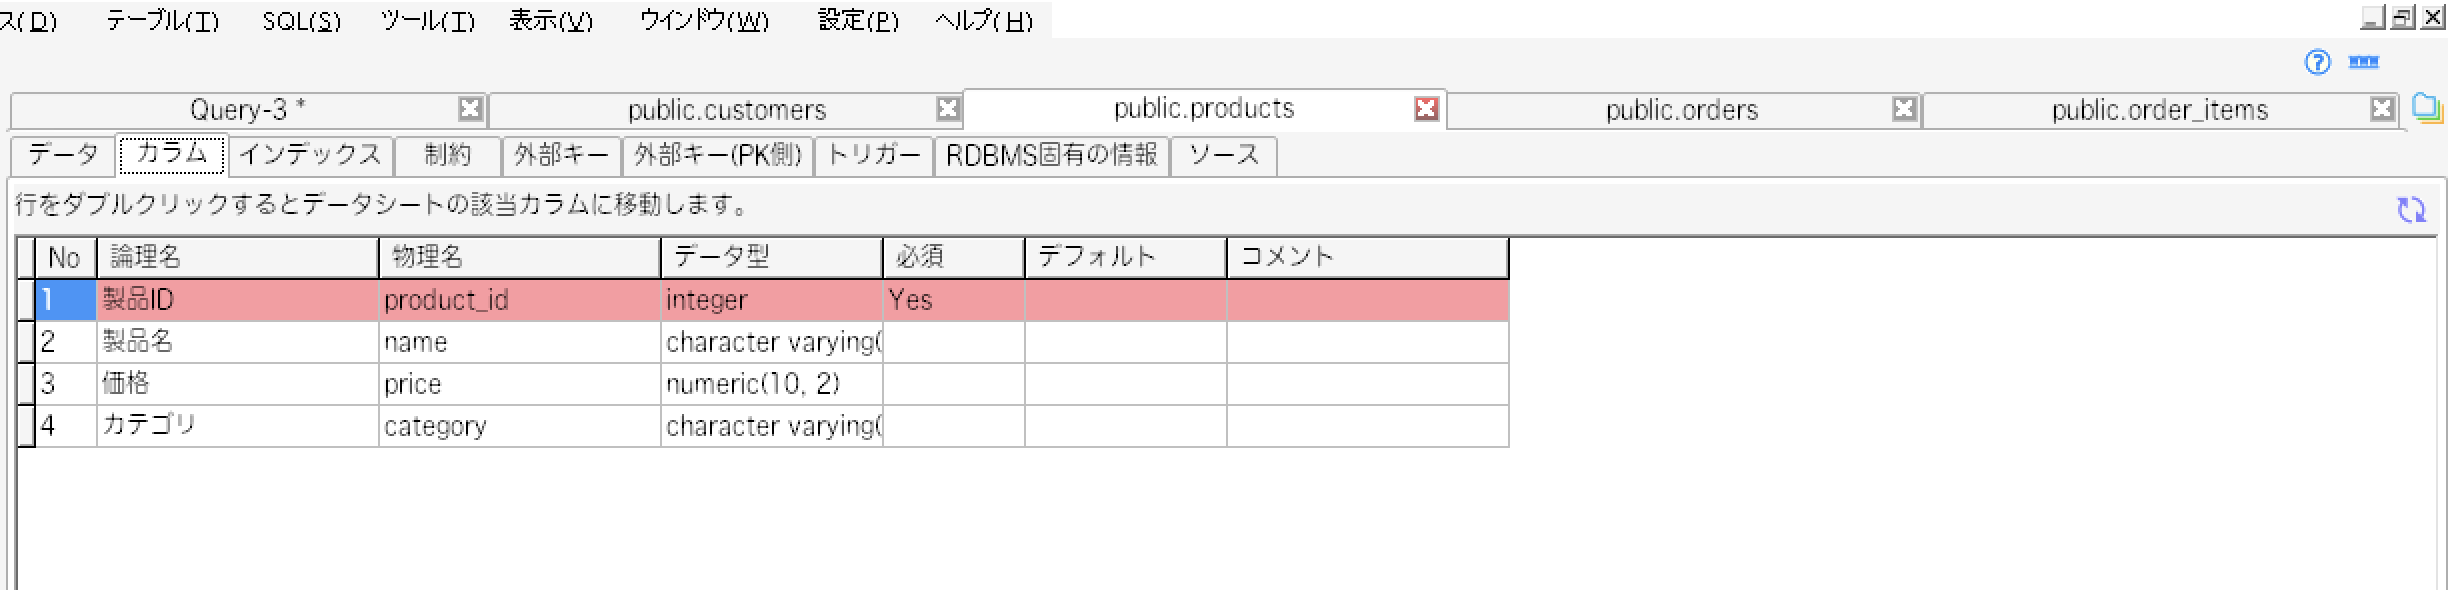 ス(D) テーブル(T) SQL(S) ツール(T) 表示(V) ウインドウ(W) 設定(P) ヘルプ(H)
Query-3 * public.customers public.products public.orders public.order_items
データ カラム インデックス 制約 外部キー 外部キー(PK側) トリガー RDBMS固有の情報 ソース
行をダブルクリックするとデータシートの該当カラムに移動します。
No 論理名 物理名 データ型 必須 デフォルト コメント
1 製品ID product_id integer Yes
2 製品名 name character varying(
3 価格 price numeric(10, 2)
4 カテゴリ category character varying(